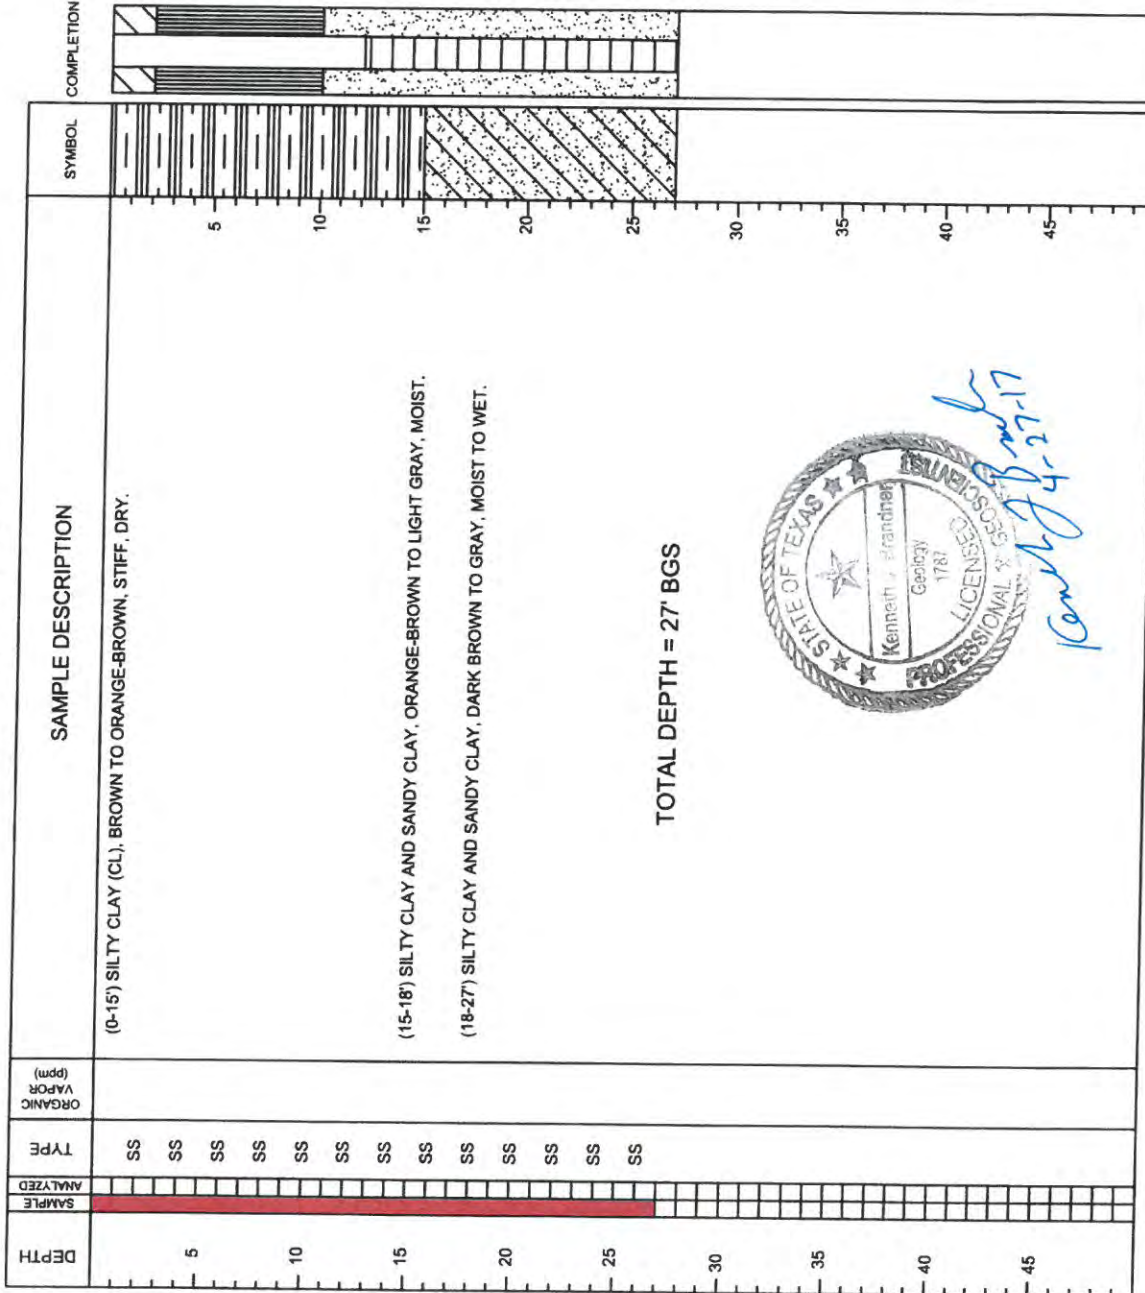 DEPTH
SAMPLE
ANALYZED
TYPE
ORGANIC
VAPOR
(ppm)
SAMPLE DESCRIPTION
SYMBOL
COMPLETION
(0-15') SILTY CLAY (CL), BROWN TO ORANGE-BROWN, STIFF, DRY.
(15-18') SILTY CLAY AND SANDY CLAY, ORANGE-BROWN TO LIGHT GRAY, MOIST.
(18-27') SILTY CLAY AND SANDY CLAY, DARK BROWN TO GRAY, MOIST TO WET.
TOTAL DEPTH = 27' BGS
SS
SS
SS
SS
SS
SS
SS
SS
SS
SS
SS
SS
SS
5
10
15
20
25
30
35
40
45
5
10
15
20
25
30
35
40
45
STATE OF TEXAS
Kenneth J Brandner
Geology
1787
LICENSED
PROFESSIONAL GEOSCIENTIST
4-27-17